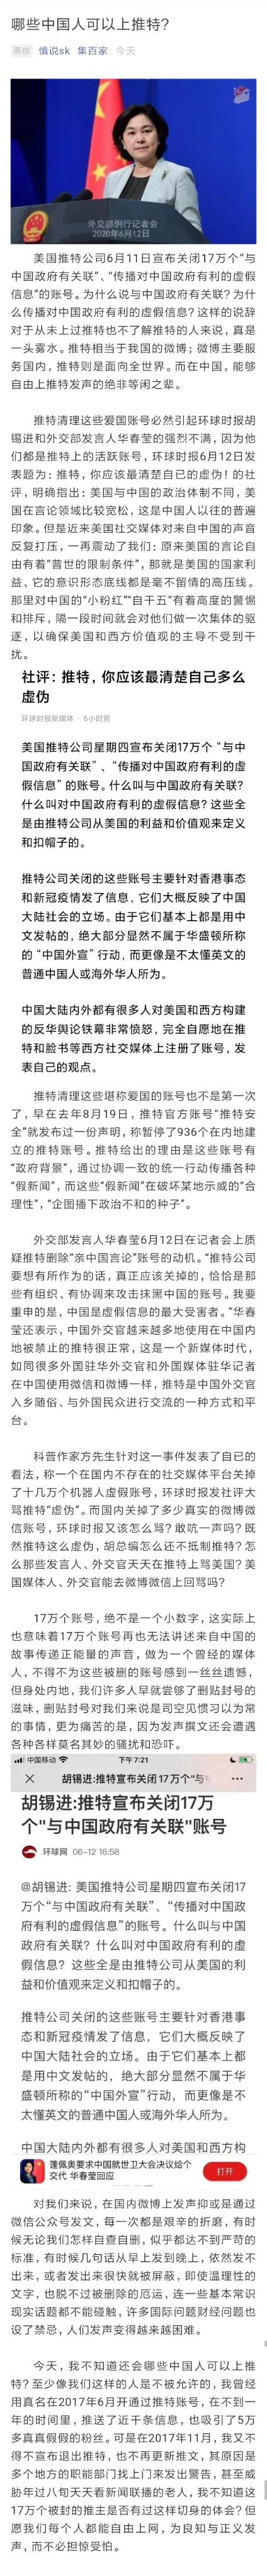 哪些中国人可以上推特?
原创 慎说sk 集百家 今天
外交部例行记者会
2020年6月12日
美国推特公司6月11日宣布关闭17万个“与
中国政府有关联”、“传播对中国政府有利的虚假
信息”的账号。为什么说与中国政府有关联?为什
么传播对中国政府有利的虚假信息?这样的说辞
对于从未上过推特也不了解推特的人来说,真是
一头雾水。推特相当于我国的微博;微博主要服
务国内,推特则是面向全世界。而在中国,能够
自由上推特发声的绝非等闲之辈。
推特清理这些爱国账号必然引起环球时报胡
锡进和外交部发言人华春莹的强烈不满,因为他
们都是推特上的活跃账号,环球时报6月12日发
表题为:推特,你应该最清楚自己的虚伪!的社
评,明确指出:美国与中国的政治体制不同,美
国在言论领域比较宽松,这是中国人以往的普遍
印象。但是近来美国社交媒体对来自中国的声音
反复打压,一再震动了我们:原来美国的言论自
由有着“普世的限制条件”,那就是美国的国家利
益、它的意识形态底线都是毫不留情的高压线。
那里对中国的“小粉红”“自干五”有着高度的警惕
和排斥,隔一段时间就会对他们做一次集体的驱
逐,以确保美国和西方价值观的主导不受到干
扰。
社评:推特,你应该最清楚自己多么
虚伪
环球时报新媒体 · 6小时前
美国推特公司星期四宣布关闭17万个 “与中
国政府有关联” 、 “传播对中国政府有利的虚
假信息” 的账号。什么叫与中国政府有关联?
什么叫对中国政府有利的虚假信息?这些全
是由推特公司从美国的利益和价值观来定义
和扣帽子的。
推特公司关闭的这些账号主要针对香港事态
和新冠疫情发了信息,它们大概反映了中国
大陆社会的立场。由于它们基本上都是用中
文发帖的,绝大部分显然不属于华盛顿所称
的 “中国外宣” 行动,而更像是不太懂英文的
普通中国人或海外华人所为。
中国大陆内外都有很多人对美国和西方构建
的反华舆论铁幕非常愤怒,完全自愿地在推
特和脸书等西方社交媒体上注册了账号,发
表自己的观点。
推特清理这些堪称爱国的账号也不是第一次
了,早在去年8月19日,推特官方账号“推特安
全”就发布过一份声明,称暂停了936个在内地建
立的推特账号。推特给出的理由是这些账号有
“政府背景”,通过协调一致的统一行动传播各种
“假新闻”,而这些“假新闻”在破坏某地示威的“合
理性”,“企图播下政治不和的种子”。
外交部发言人华春莹6月12日在记者会上质
疑推特删除“亲中国言论”账号的动机。“推特公司
要想有所作为的话,真正应该关掉的,恰恰是那
些有组织、有协调来攻击抹黑中国的账号。我要
重申的是,中国是虚假信息的最大受害者。”华春
莹还表示,中国外交官越来越多地使用在中国内
地被禁止的推特很正常,这是一个新媒体时代,
如同很多外国驻华外交官和外国媒体驻华记者
在中国使用微信和微博一样,推特是中国外交官
入乡随俗、与外国民众进行交流的一种方式和平
台。
科普作家方先生针对这一事件发表了自已的
看法,称一个在国内不存在的社交媒体平台关掉
了十几万个机器人虚假账号,环球时报发社评大
骂推特“虚伪”。而国内关掉了多少真实的微博微
信账号,环球时报又该怎么骂?敢吭一声吗?既
然推特这么虚伪,胡总编怎么还不抵制推特?怎
么那些发言人、外交官天天在推特上骂美国?美
国媒体人、外交官能去微博微信上回骂吗?
17万个账号,绝不是一个小数字,这实际上
也意味着17万个账号再也无法讲述来自中国的
故事传递正能量的声音,做为一个曾经的媒体
人,不得不为这些被删的账号感到一丝丝遗憾,
但身处内地,我们许多人早就尝够了删贴封号的
滋味,删贴封号对我们来说是司空见惯习以为常
的事情,更为痛苦的是,因为发声撰文还会遭遇
各种各样莫名其妙的骚扰和恐吓。
中国移动 下午7:21
胡锡进:推特宣布关闭17万个"与
胡锡进:推特宣布关闭17万
个"与中国政府有关联"账号
环球网 06-12 16:58
@胡锡进: 美国推特公司星期四宣布关闭17
万个“与中国政府有关联”、“传播对中国政
府有利的虚假信息”的账号。什么叫与中国
政府有关联?什么叫对中国政府有利的虚
假信息?这些全是由推特公司从美国的利
益和价值观来定义和扣帽子的。
推特公司关闭的这些账号主要针对香港事
态和新冠疫情发了信息,它们大概反映了
中国大陆社会的立场。由于它们基本上都
是用中文发帖的,绝大部分显然不属于华
盛顿所称的“中国外宣”行动,而更像是不
太懂英文的普通中国人或海外华人所为。
中国大陆内外都有很多人对美国和西方构
蓬佩奥要求中国就世卫大会决议给个
交代 华春莹回应
打开
对我们来说,在国内微博上发声抑或是通过
微信公众号发文,每一次都是艰辛的折磨,有时
候无论我们怎样自查自删,似乎都达不到严苛的
标准,有时候几句话从早上发到晚上,依然发不
出来,或者发出来很快就被屏蔽,即使温理性的
文字,也脱不过被删的厄运,连一些基本常识
现实话题都不能碰触,许多国际问题财经问题也
设了禁忌,人们发声变得越来越困难。
今天,我不知道还会哪些中国人可以上推
特?至少像我们这样的人是不被允许的,我曾经
用真名在2017年6月开通过推特账号,在不到一
年的时间里,推送了近千条信息,也吸引了5万
多真真假假的粉丝。可是在2017年11月,我又不
得不宣布退出推特,也不再更新推文,其原因是
多个地方的职能部门找上门来发出警告,甚至威
胁年过八旬天天看新闻联播的老人,我不知道这
17万个被封的推主是否有过这样切身的体会?但
愿我们每个人都能自由上网,为良知与正义发
声,而不必担惊受怕。